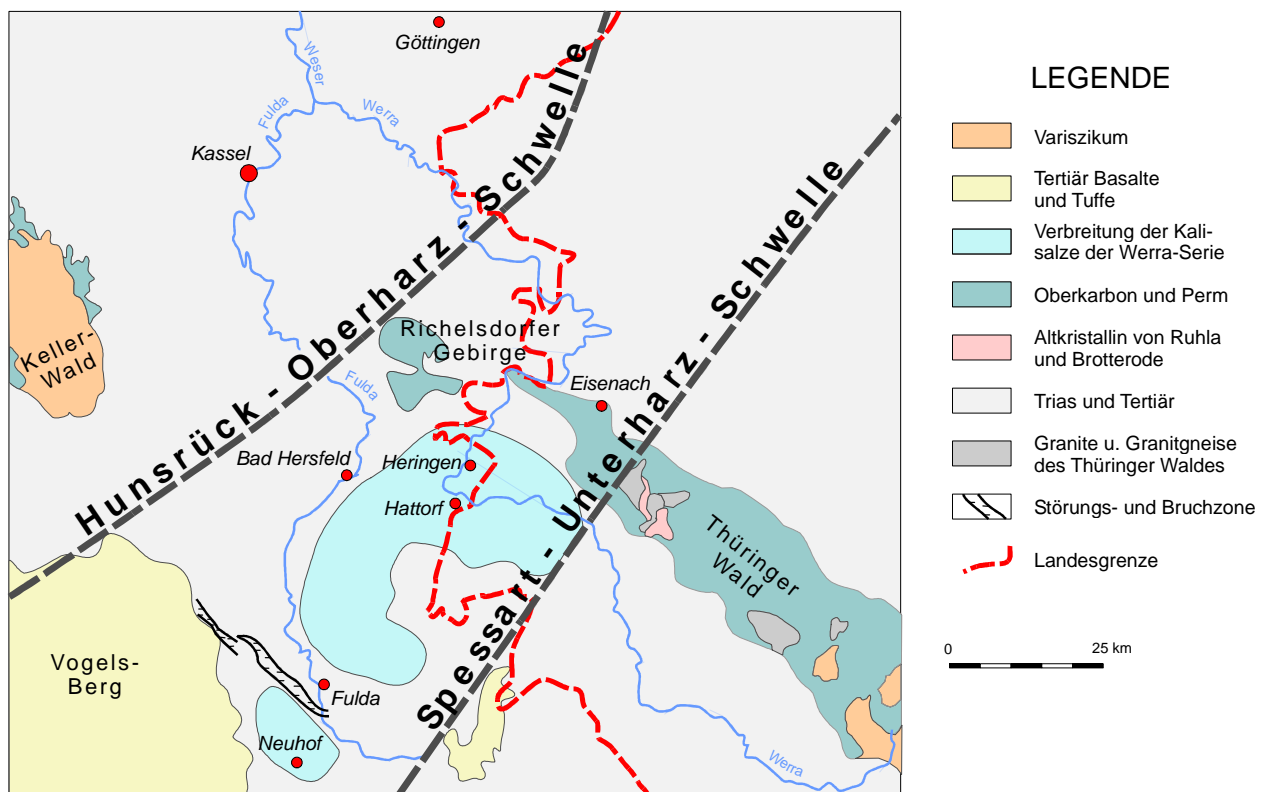 Göttingen
Weser
Fulda
Werra
Kassel
Hunsrück - Oberharz - Schwelle
Spessart - Unterharz - Schwelle
Keller-
Wald
Richelsdorfer
Gebirge
Fulda
Eisenach
Bad Hersfeld
Heringen
Hattorf
Thüringer
Wald
Vogels-
Berg
Fulda
Neuhof
Werra
LEGENDE
Variszikum
Tertiär Basalte
und Tuffe
Verbreitung der Kali-
salze der Werra-Serie
Oberkarbon und Perm
Altkristallin von Ruhla
und Brotterode
Trias und Tertiär
Granite u. Granitgneise
des Thüringer Waldes
Störungs- und Bruchzone
Landesgrenze
0 25 km